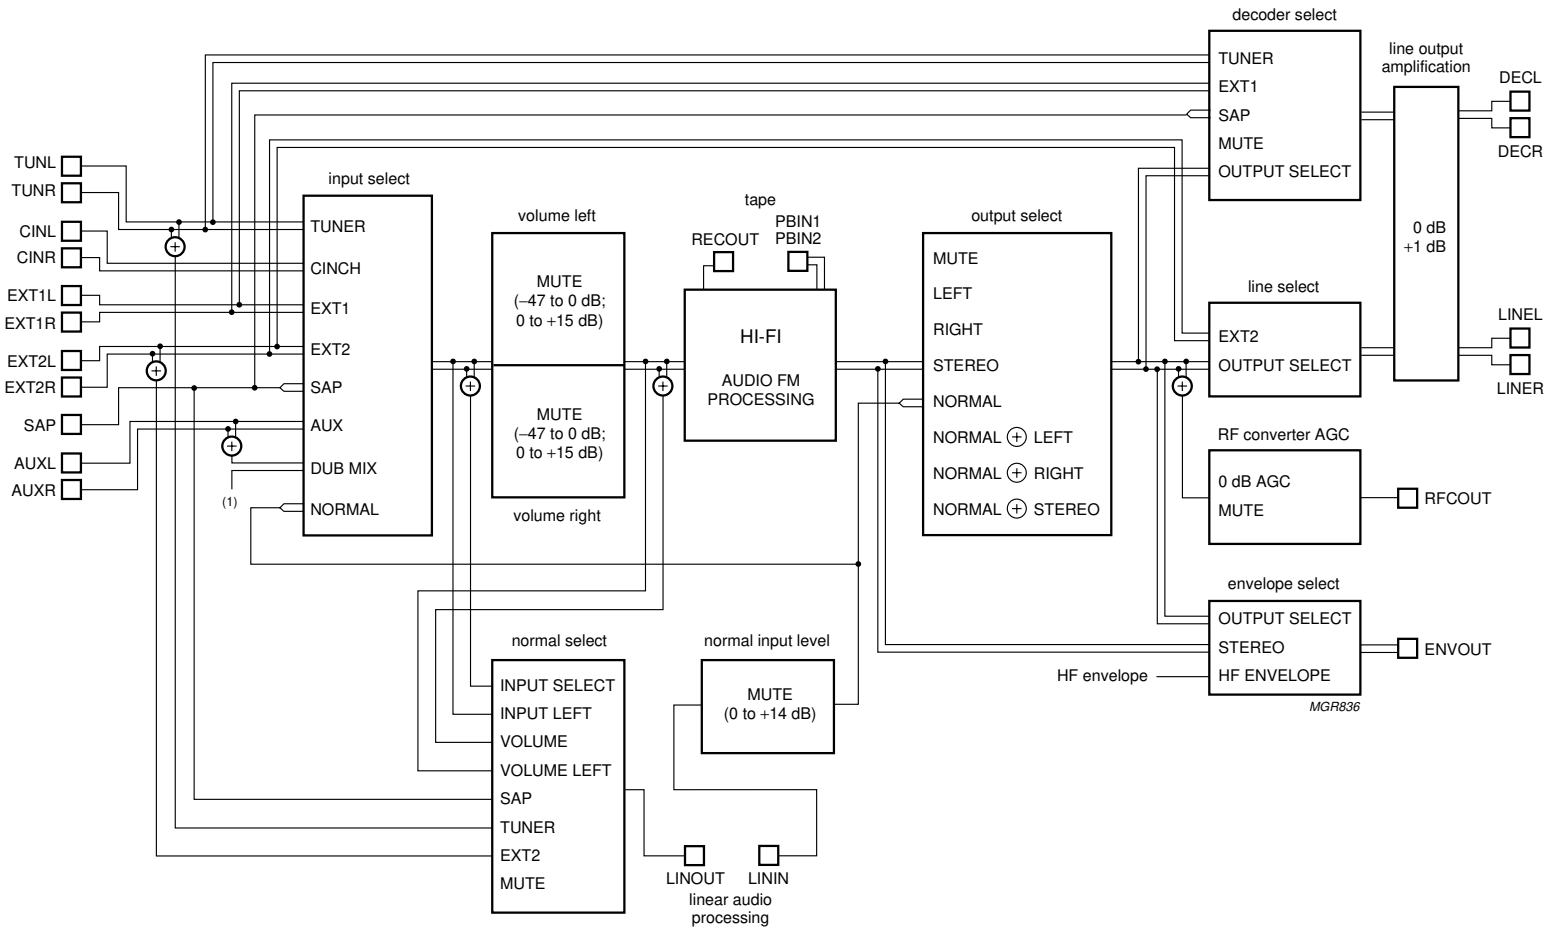 decoder select
TUNER
EXT1
SAP
MUTE
OUTPUT SELECT
line output
amplification
0 dB
+1 dB
DECL
DECR
TUNL
TUNR
CINL
CINR
EXT1L
EXT1R
EXT2L
EXT2R
SAP
AUXL
AUXR
+
+
+
(1)
input select
TUNER
CINCH
EXT1
EXT2
SAP
AUX
DUB MIX
NORMAL
+
volume left
MUTE
(−47 to 0 dB;
0 to +15 dB)
MUTE
(−47 to 0 dB;
0 to +15 dB)
volume right
+
tape
RECOUT
PBIN1
PBIN2
HI-FI
AUDIO FM
PROCESSING
output select
MUTE
LEFT
RIGHT
STEREO
NORMAL
NORMAL + LEFT
NORMAL + RIGHT
NORMAL + STEREO
line select
EXT2
OUTPUT SELECT
LINEL
LINER
+
RF converter AGC
0 dB AGC
MUTE
RFCOUT
envelope select
OUTPUT SELECT
STEREO
HF envelope
HF ENVELOPE
ENVOUT
MGR836
normal select
INPUT SELECT
INPUT LEFT
VOLUME
VOLUME LEFT
SAP
TUNER
EXT2
MUTE
normal input level
MUTE
(0 to +14 dB)
LINOUT
LININ
linear audio
processing